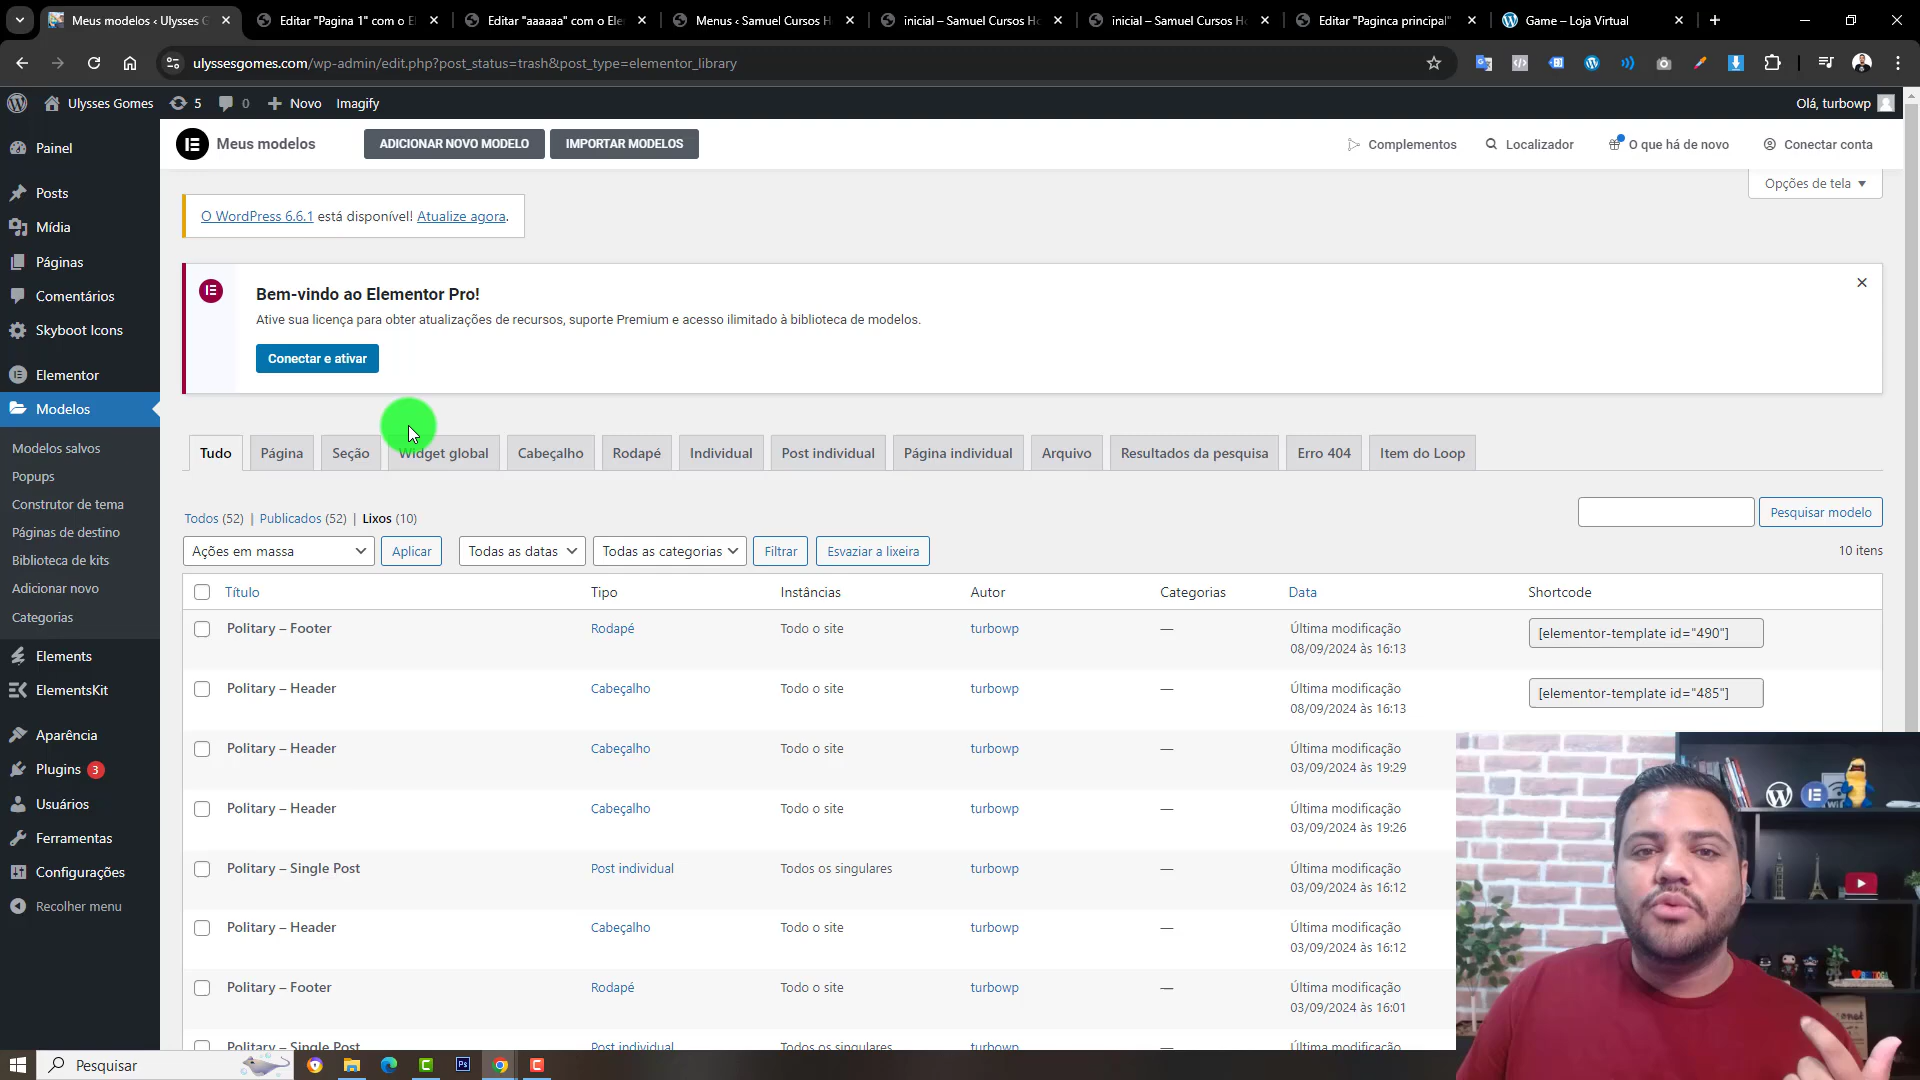 Meus modelos ‹ Ulysses G
Editar "Pagina 1" com o El
Editar "aaaaaa" com o Ele
Menus ‹ Samuel Cursos H
inicial – Samuel Cursos Ho
inicial – Samuel Cursos Ho
Editar "Paginca principal"
Game – Loja Virtual
ulyssesgomes.com/wp-admin/edit.php?post_status=trash&post_type=elementor_library
Ulysses Gomes
5
0
Novo
Imagify
Olá, turbowp
Painel
Posts
Mídia
Páginas
Comentários
Skyboot Icons
Elementor
Modelos
Modelos salvos
Popups
Construtor de tema
Páginas de destino
Biblioteca de kits
Adicionar novo
Categorias
Elements
ElementsKit
Aparência
Plugins 3
Usuários
Ferramentas
Configurações
Recolher menu
Meus modelos
ADICIONAR NOVO MODELO
IMPORTAR MODELOS
Complementos
Localizador
O que há de novo
Conectar conta
Opções de tela
O WordPress 6.6.1 está disponível! Atualize agora.
Bem-vindo ao Elementor Pro!
Ative sua licença para obter atualizações de recursos, suporte Premium e acesso ilimitado à biblioteca de modelos.
Conectar e ativar
Tudo
Página
Seção
Widget global
Cabeçalho
Rodapé
Individual
Post individual
Página individual
Arquivo
Resultados da pesquisa
Erro 404
Item do Loop
Todos (52) | Publicados (52) | Lixos (10)
Pesquisar modelo
Ações em massa
Aplicar
Todas as datas
Todas as categorias
Filtrar
Esvaziar a lixeira
10 itens
Título Tipo Instâncias Autor Categorias Data Shortcode
Politary – Footer Rodapé Todo o site turbowp — Última modificação [elementor-template id="490"]
08/09/2024 às 16:13
Politary – Header Cabeçalho Todo o site turbowp — Última modificação [elementor-template id="485"]
08/09/2024 às 16:13
Politary – Header Cabeçalho Todo o site turbowp — Última modificação
03/09/2024 às 19:29
Politary – Header Cabeçalho Todo o site turbowp — Última modificação
03/09/2024 às 19:26
Politary – Single Post Post individual Todos os singulares turbowp — Última modificação
03/09/2024 às 16:12
Politary – Header Cabeçalho Todo o site turbowp — Última modificação
03/09/2024 às 16:12
Politary – Footer Rodapé Todo o site turbowp — Última modificação
03/09/2024 às 16:01
Politary – Single Post Post individual Todos os singulares turbowp — Última modificação
Pesquisar